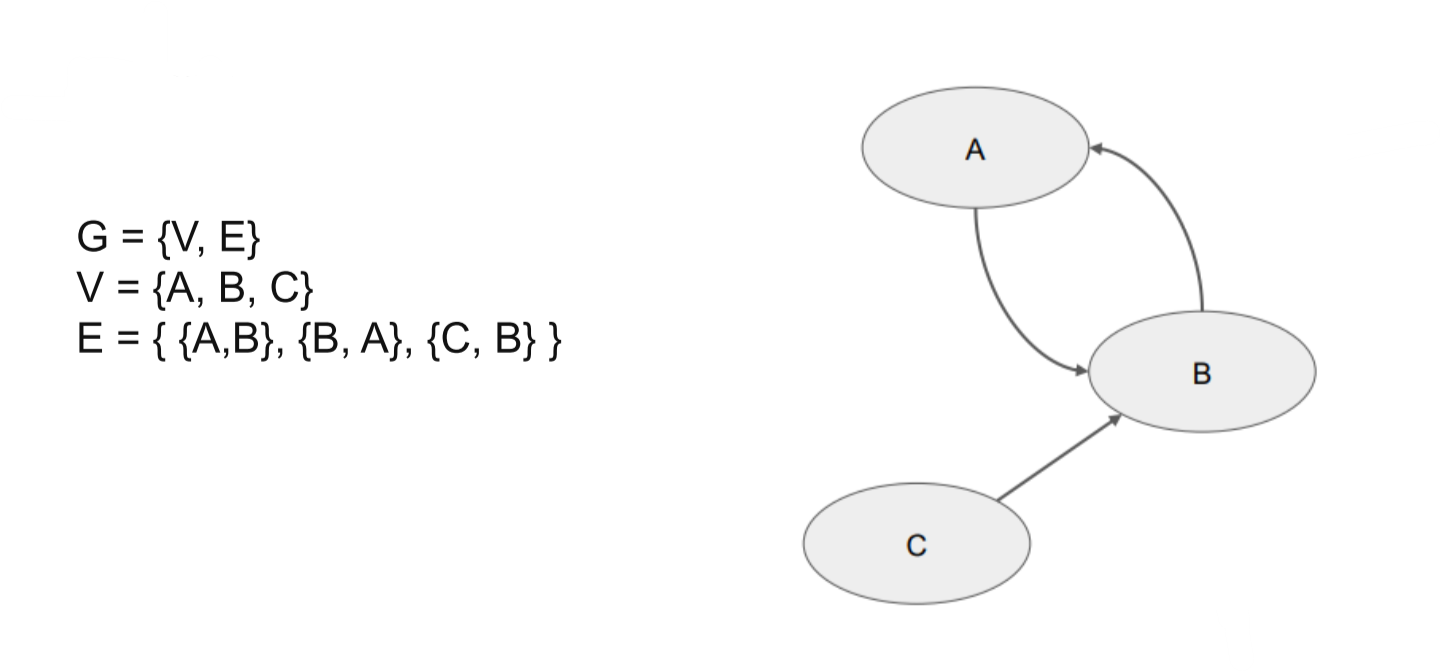 G = {V, E}
V = {A, B, C}
E = { {A,B}, {B, A}, {C, B} }
A
B
C